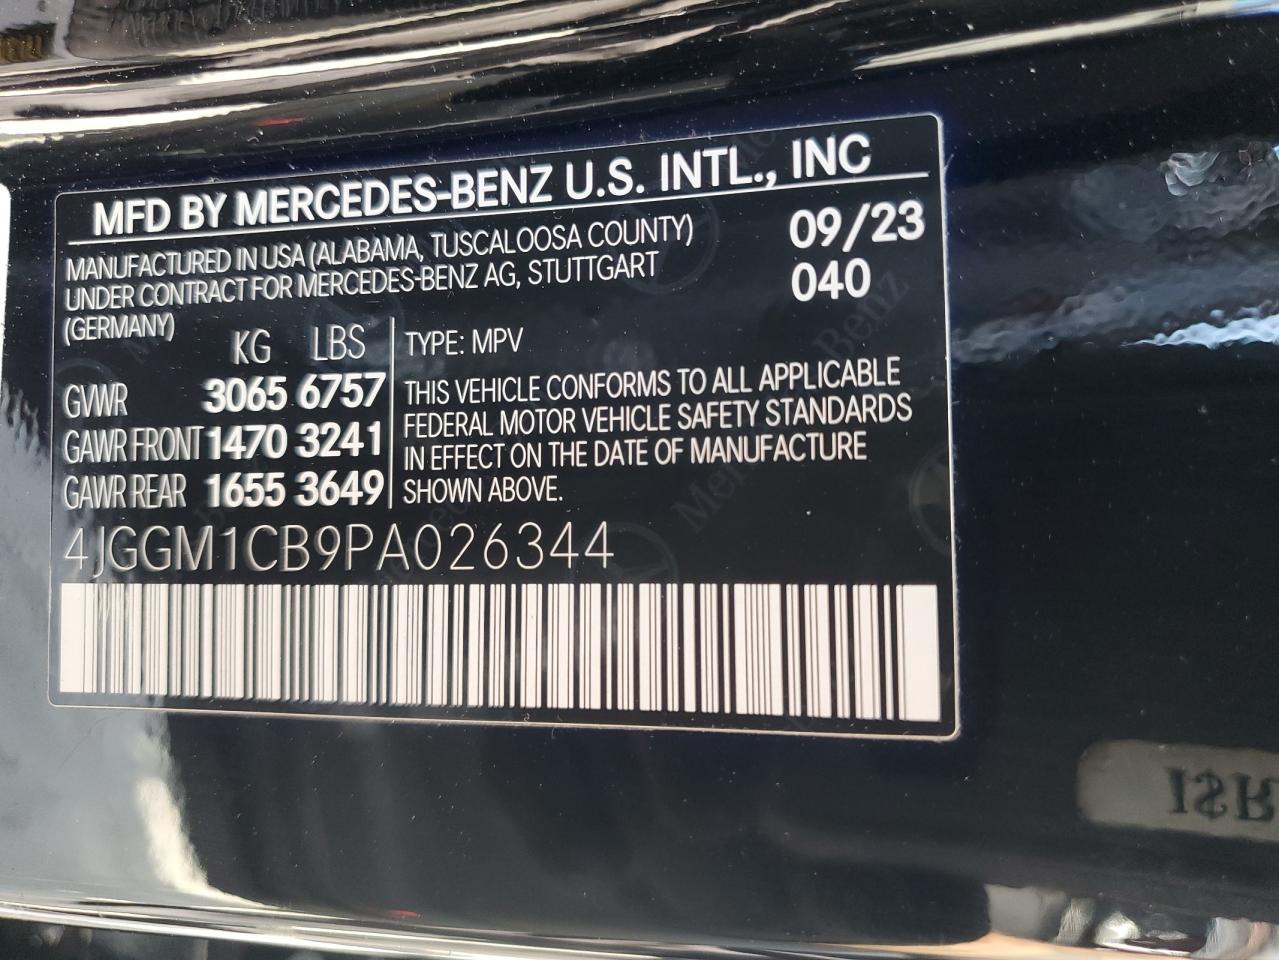 MFD BY MERCEDES-BENZ U.S. INTL., INC
MANUFACTURED IN USA (ALABAMA, TUSCALOOSA COUNTY)
UNDER CONTRACT FOR MERCEDES-BENZ AG, STUTTGART
(GERMANY)
09/23
040
KG LBS
GVWR 3065 6757
GAWR FRONT 1470 3241
GAWR REAR 1655 3649
TYPE: MPV
THIS VEHICLE CONFORMS TO ALL APPLICABLE
FEDERAL MOTOR VEHICLE SAFETY STANDARDS
IN EFFECT ON THE DATE OF MANUFACTURE
SHOWN ABOVE.
4JGGM1CB9PA026344